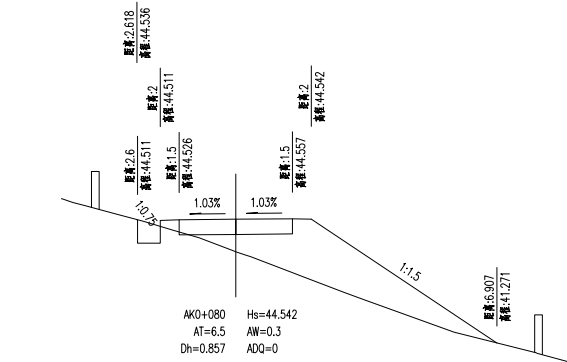 距离:2.618
高程:44.536
距离:2
高程:44.511
距离:2
高程:44.542
距离:2.6
高程:44.511
距离:1.5
高程:44.526
距离:1.5
高程:44.557
1:0.75
1.03%
1.03%
1:1.5
距离:6.907
高程:41.271
AK0+080 Hs=44.542
AT=6.5 AW=0.3
Dh=0.857 ADQ=0